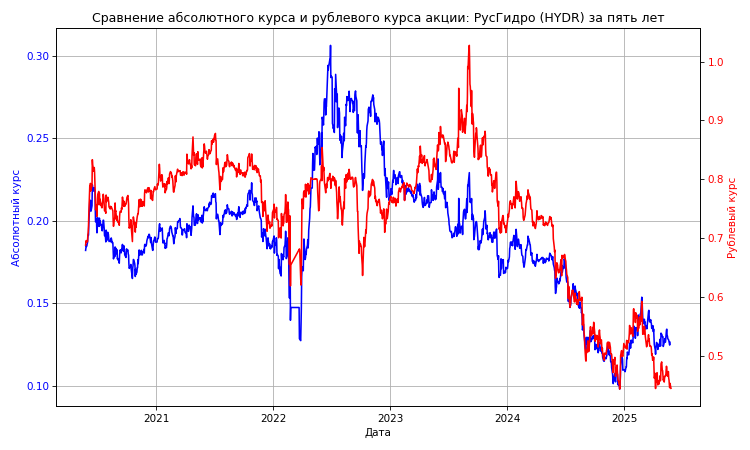 Сравнение абсолютного курса и рублевого курса акции: РусГидро (HYDR) за пять лет
0.30
0.25
0.20
0.15
0.10
Абсолютный курс
1.0
0.9
0.8
0.7
0.6
0.5
Рублевый курс
2021 2022 2023 2024 2025
Дата